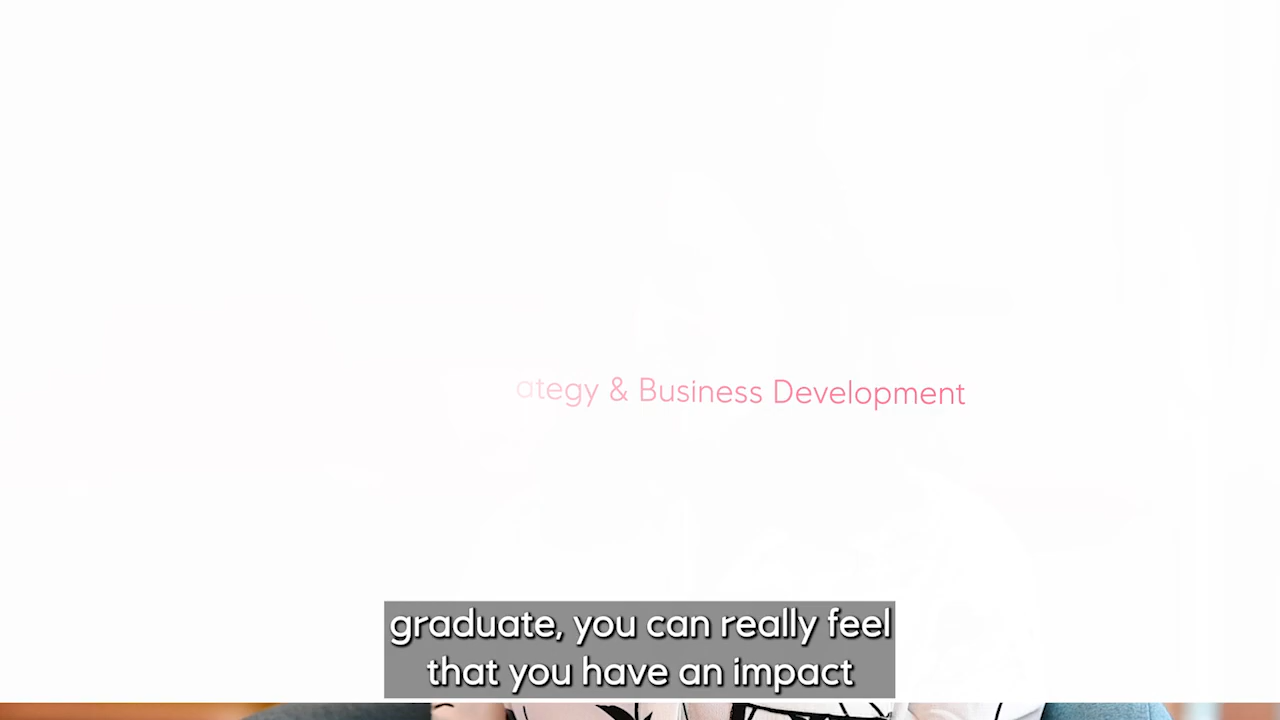 ategy & Business Development
graduate, you can really feel
that you have an impact